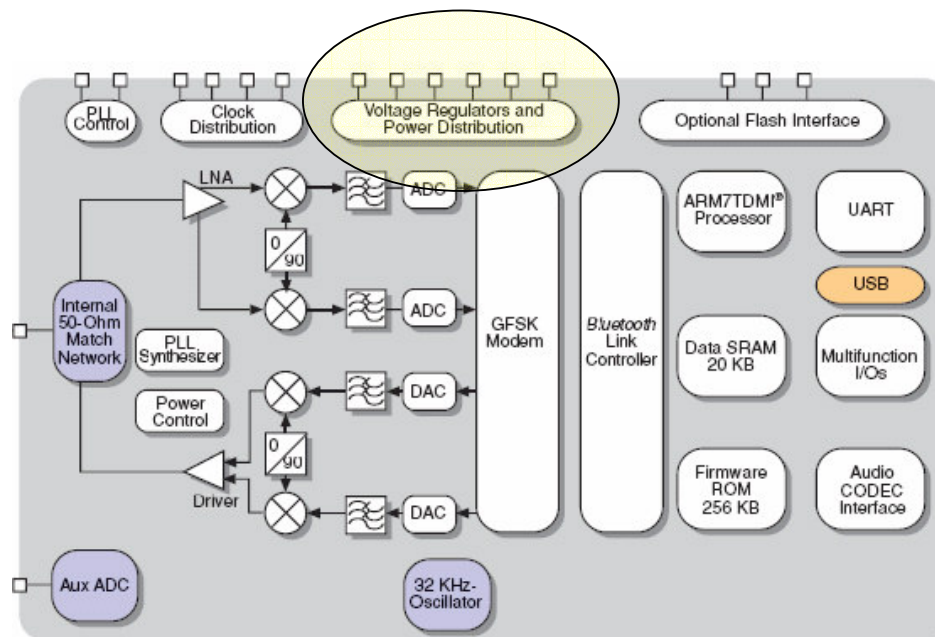 PLL
Control
Clock
Distribution
Voltage Regulators and
Power Distribution
Optional Flash Interface
LNA
ADC
0
90
ADC
Internal
50-Ohm
Match
Network
PLL
Synthesizer
Power
Control
DAC
0
90
Driver
DAC
GFSK
Modem
Bluetooth
Link
Controller
ARM7TDMI®
Processor
UART
USB
Data SRAM
20 KB
Multifunction
I/Os
Firmware
ROM
256 KB
Audio
CODEC
Interface
Aux ADC
32 KHz-
Oscillator